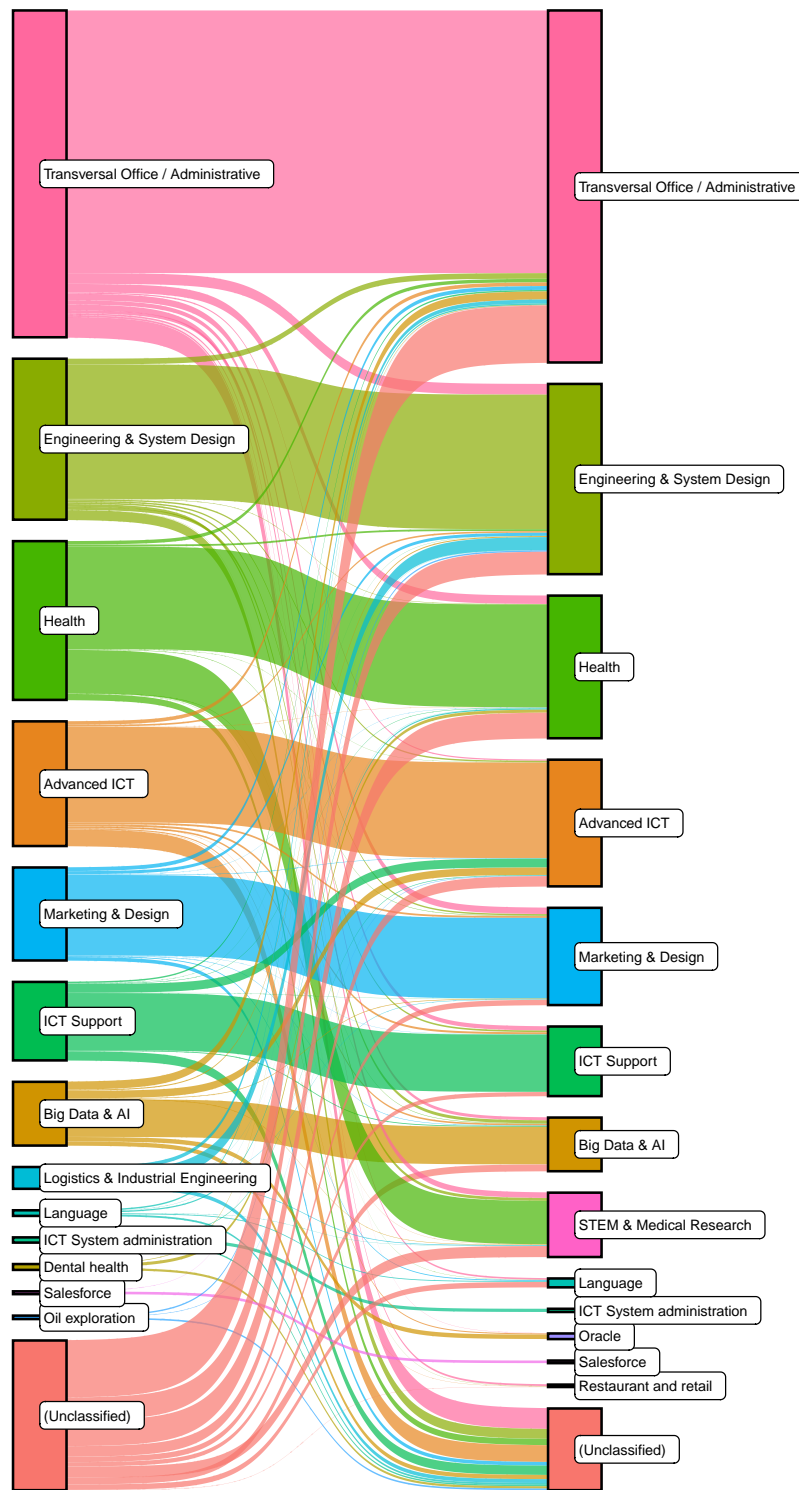 Transversal Office / Administrative
Engineering & System Design
Health
Advanced ICT
Marketing & Design
ICT Support
Big Data & AI
Logistics & Industrial Engineering
Language
ICT System administration
Dental health
Salesforce
Oil exploration
(Unclassified)
Transversal Office / Administrative
Engineering & System Design
Health
Advanced ICT
Marketing & Design
ICT Support
Big Data & AI
STEM & Medical Research
Language
ICT System administration
Oracle
Salesforce
Restaurant and retail
(Unclassified)